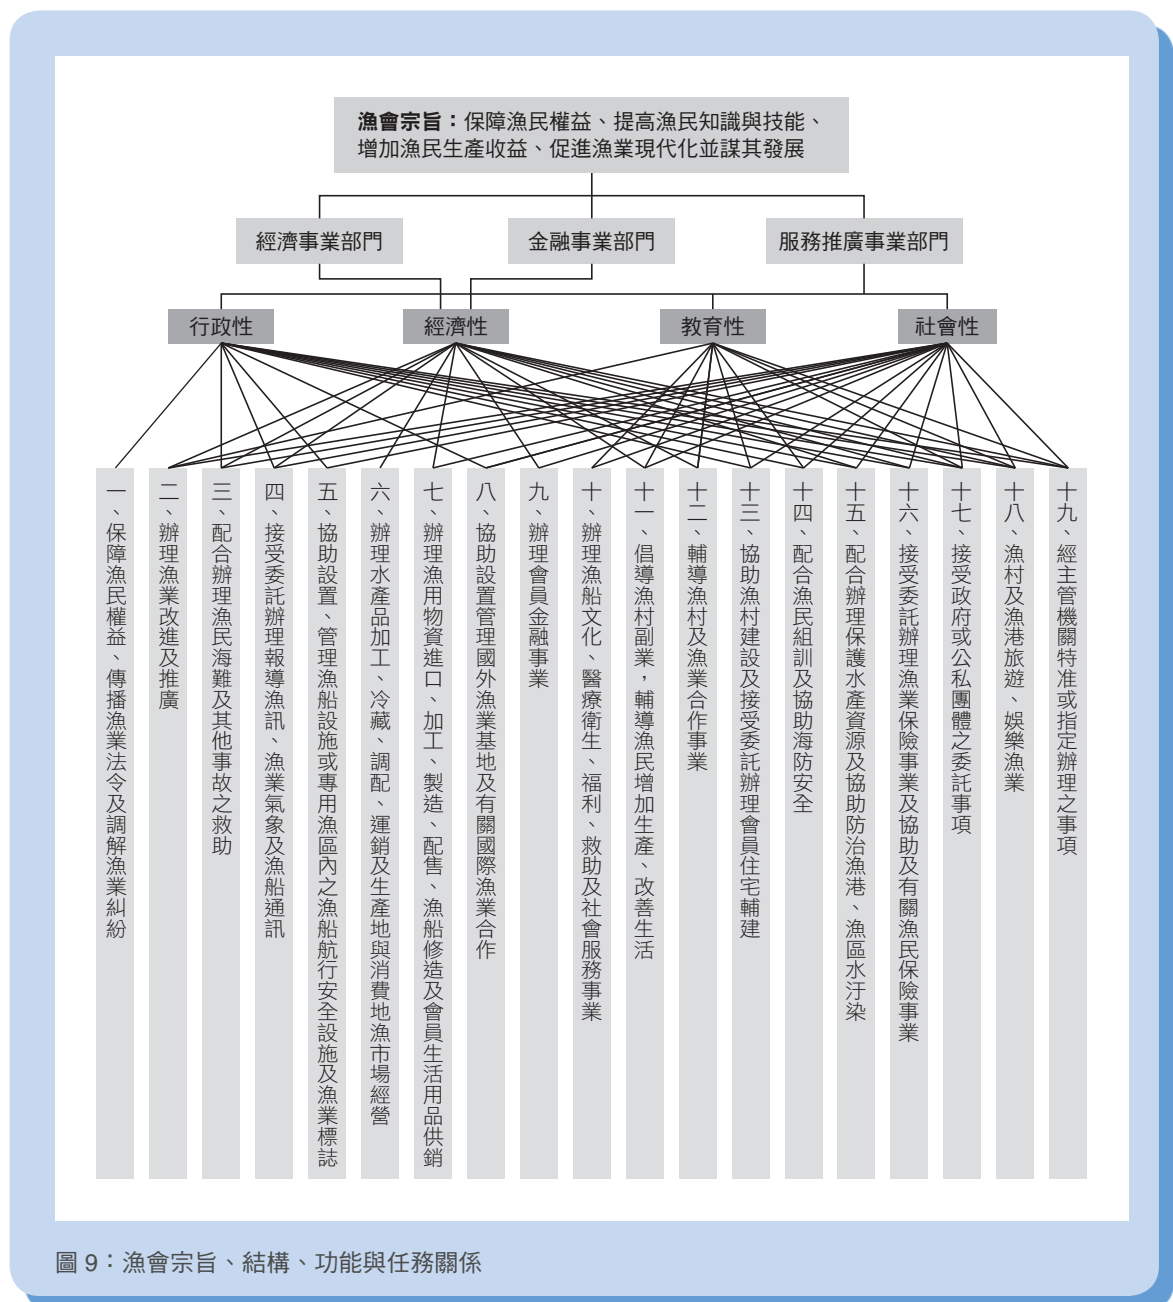 漁會宗旨：保障漁民權益、提高漁民知識與技能、
增加漁民生產收益、促進漁業現代化並謀其發展
經濟事業部門
金融事業部門
服務推廣事業部門
行政性
經濟性
教育性
社會性
一、保障漁民權益、傳播漁業法令及調解漁業糾紛
二、辦理漁業改進及推廣
三、配合辦理漁民海難及其他事故之救助
四、接受委託辦理報導漁訊、漁業氣象及漁船通訊
五、協助設置、管理漁船設施或專用漁區內之漁船航行安全設施及漁業標誌
六、辦理水產品加工、冷藏、調配、運銷及生產地與消費地漁市場經營
七、辦理漁用物資進口、加工、製造、配售、漁船修造及會員生活用品供銷
八、協助設置管理國外漁業基地及有關國際漁業合作
九、辦理會員金融事業
十、辦理漁船文化、醫療衛生、福利、救助及社會服務事業
十一、倡導漁村副業，輔導漁民增加生產、改善生活
十二、輔導漁村及漁業合作事業
十三、協助漁村建設及接受委託辦理會員住宅輔建
十四、配合漁民組訓及協助海防安全
十五、配合辦理保護水產資源及協助防治漁港、漁區水汙染
十六、接受委託辦理漁業保險事業及協助及有關漁民保險事業
十七、接受政府或公私團體之委託事項
十八、漁村及漁港旅遊、娛樂漁業
十九、經主管機關特准或指定辦理之事項
圖 9：漁會宗旨、結構、功能與任務關係